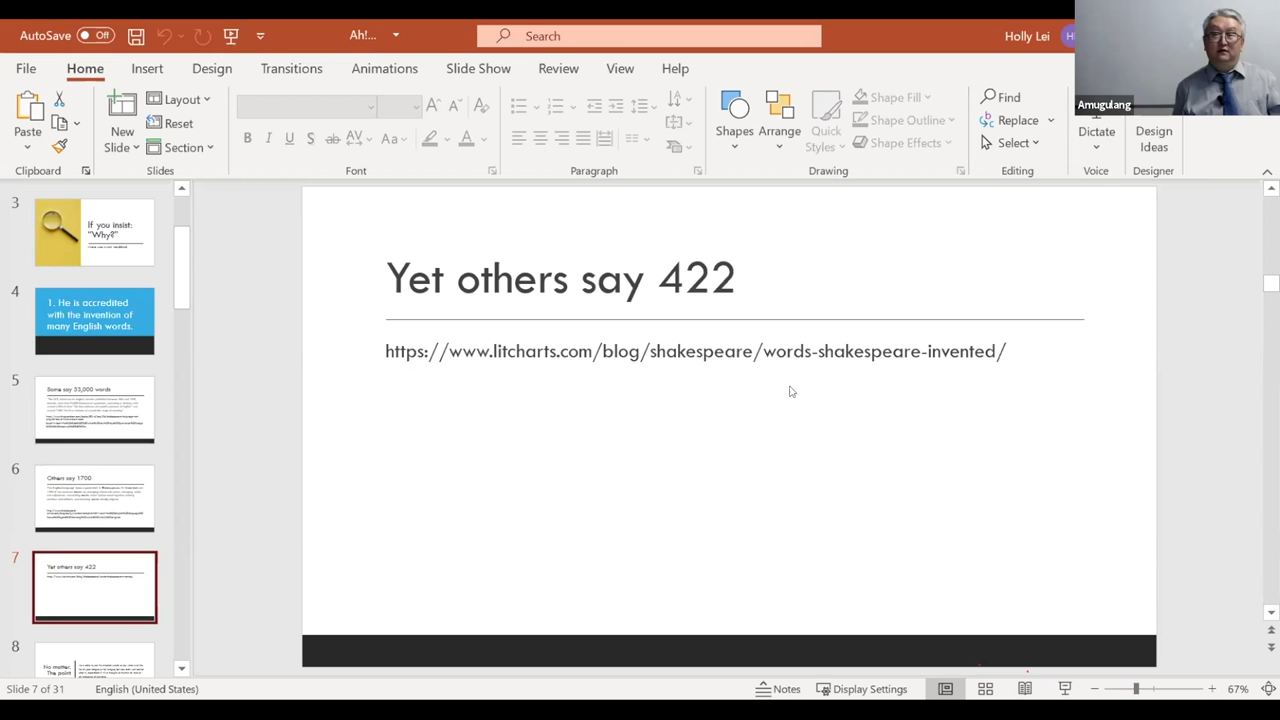 AutoSave Off
Ah!...
Search
Holly Lei
Amugulang
File Home Insert Design Transitions Animations Slide Show Review View Help
Paste
New
Slide
Layout
Reset
Section
B I U S ab AV Aa A
Shapes
Arrange
Quick
Styles
Shape Fill
Shape Outline
Shape Effects
Find
Replace
Select
Dictate
Design
Ideas
Clipboard Slides Font Paragraph Drawing Editing Voice Designer
3
If you insist:
"Why?"
4
1. He is accredited
with the invention of
many English words.
5
Some say 33,000 words
6
Others say 1700
7
Yet others say 422
8
No matter,
The point
Yet others say 422
https://www.litcharts.com/blog/shakespeare/words-shakespeare-invented/
Slide 7 of 31 English (United States) Notes Display Settings 67%